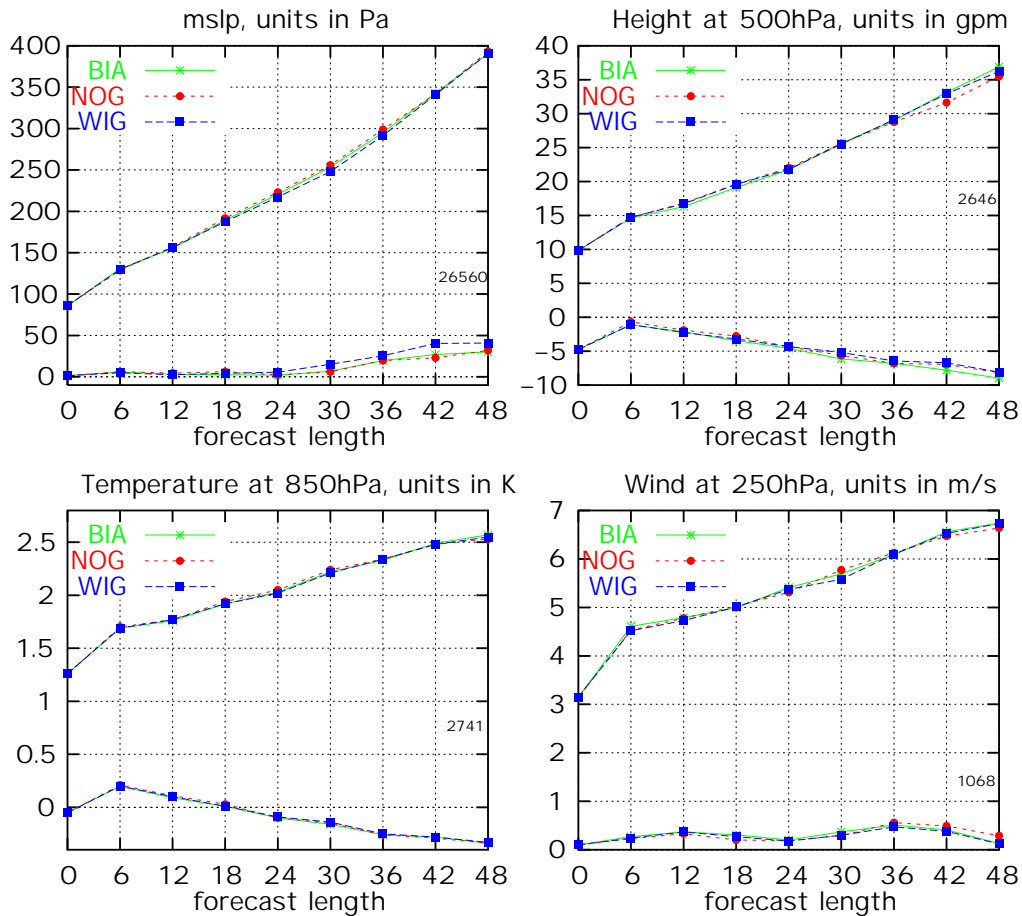 mslp, units in Pa
400
350
300
250
200
150
100
50
0
BIA
NOG
WIG
26560
0 6 12 18 24 30 36 42 48
forecast length
Height at 500hPa, units in gpm
40
35
30
25
20
15
10
5
0
−5
−10
BIA
NOG
WIG
2646
0 6 12 18 24 30 36 42 48
forecast length
Temperature at 850hPa, units in K
2.5
2
1.5
1
0.5
0
BIA
NOG
WIG
2741
0 6 12 18 24 30 36 42 48
forecast length
Wind at 250hPa, units in m/s
7
6
5
4
3
2
1
0
BIA
NOG
WIG
1068
0 6 12 18 24 30 36 42 48
forecast length